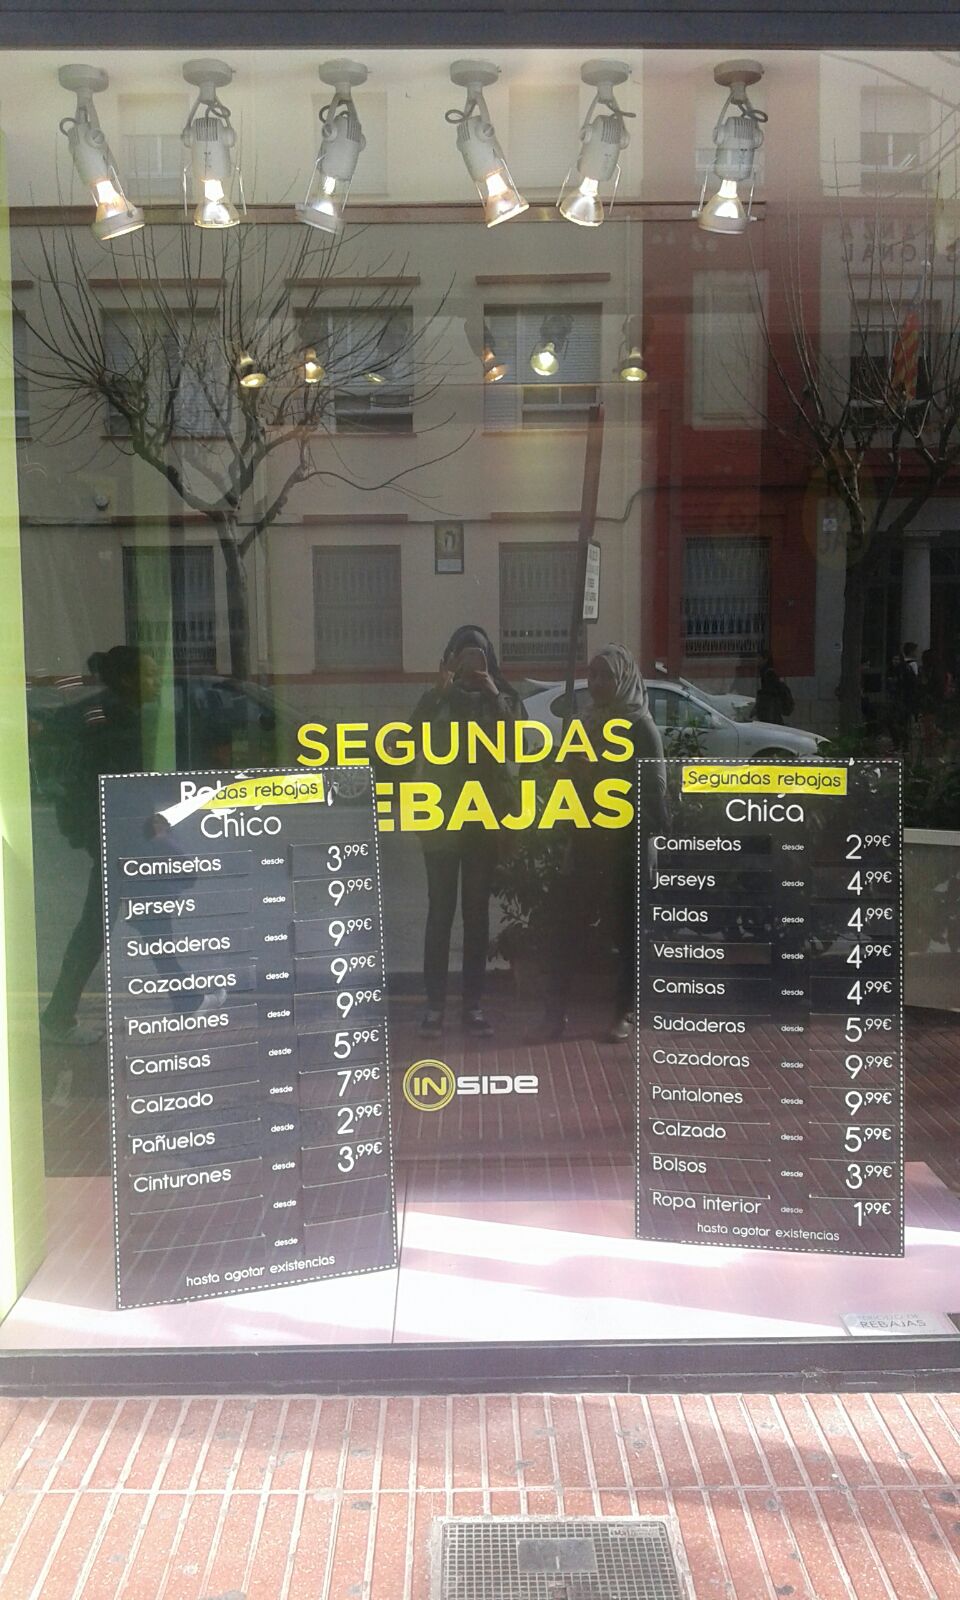 SEGUNDAS
EBAJAS
das rebajas
Chico
Camisetas desde 3,99€
Jerseys desde 9,99€
Sudaderas desde 9,99€
Cazadoras desde 9,99€
Pantalones desde 9,99€
Camisas desde 5,99€
Calzado desde 7,99€
Pañuelos desde 2,99€
Cinturones desde 3,99€
desde
hasta agotar existencias
INSIDE
Segundas rebajas
Chica
Camisetas desde 2,99€
Jerseys desde 4,99€
Faldas desde 4,99€
Vestidos desde 4,99€
Camisas desde 4,99€
Sudaderas desde 5,99€
Cazadoras desde 9,99€
Pantalones desde 9,99€
Calzado desde 5,99€
Bolsos desde 3,99€
Ropa interior desde 1,99€
hasta agotar existencias
REBAJAS